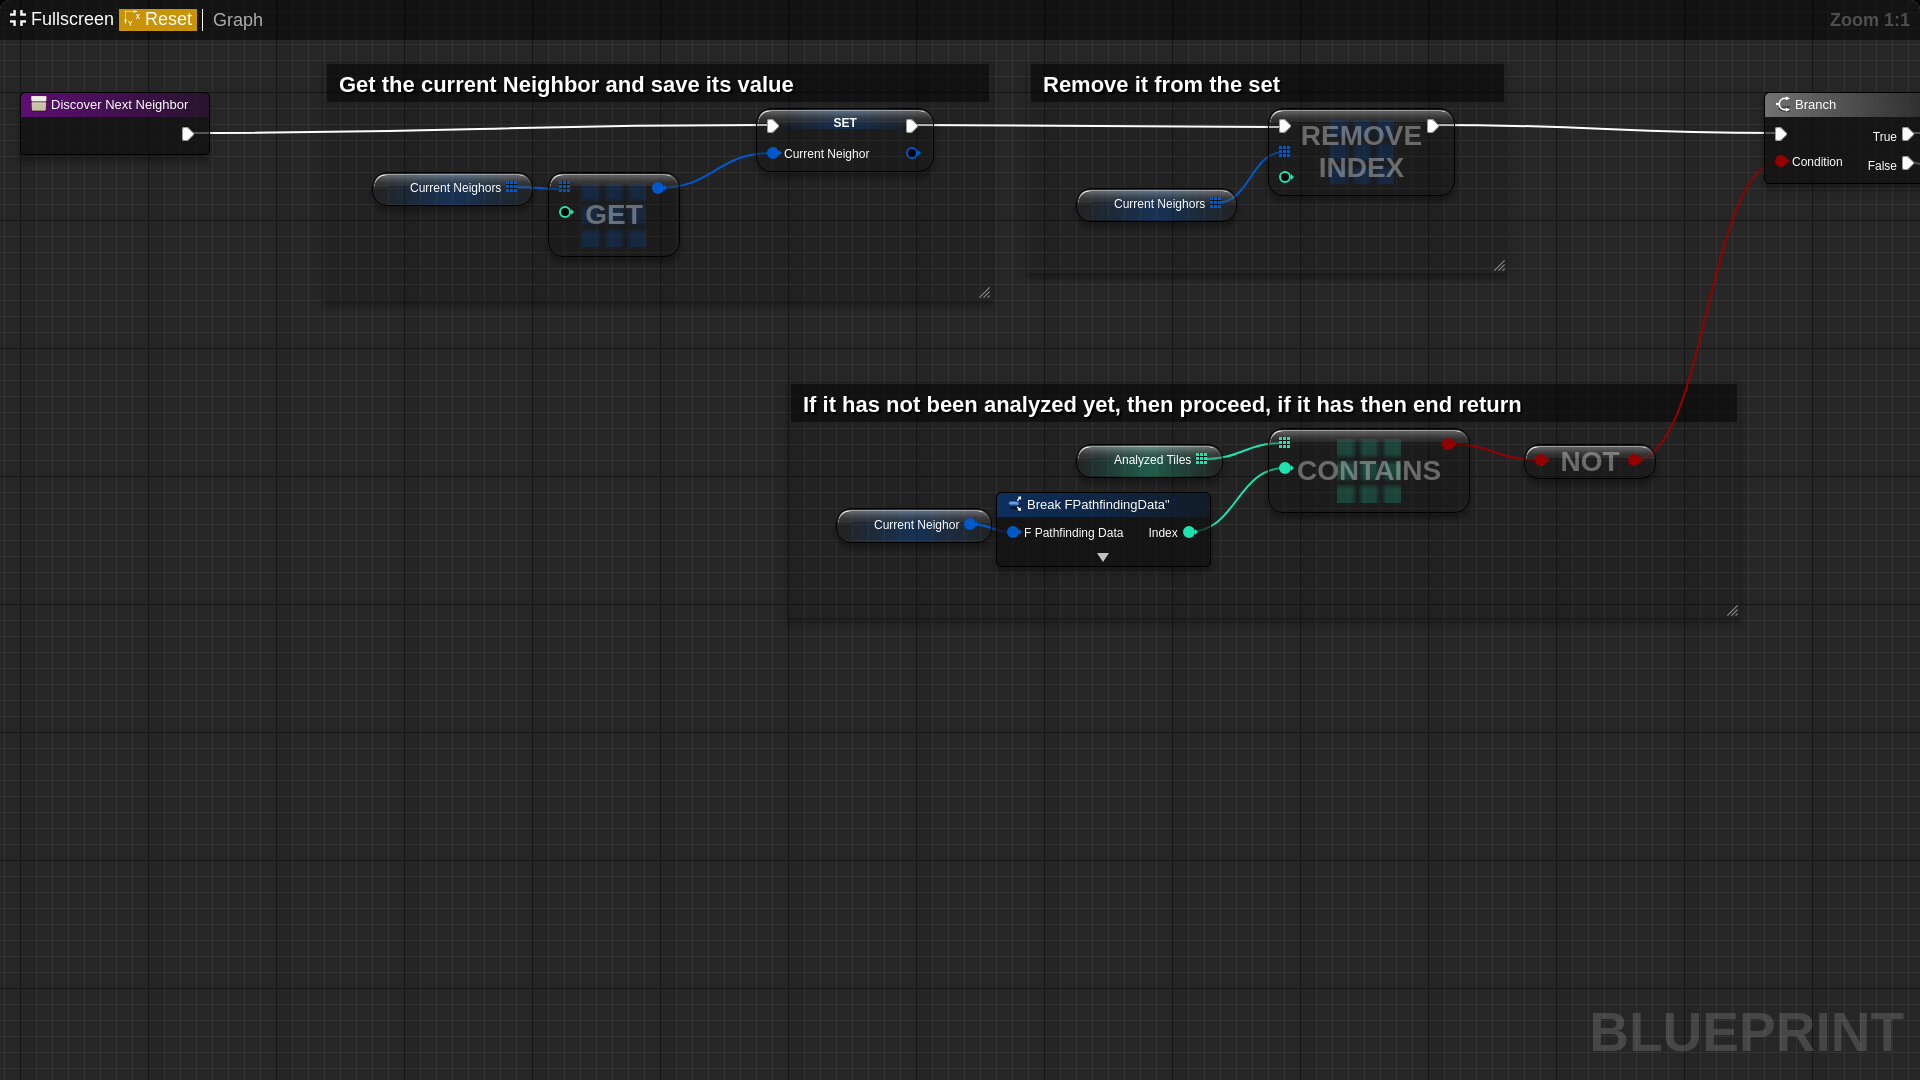 Fullscreen Reset Graph Zoom 1:1
Get the current Neighbor and save its value
Remove it from the set
Discover Next Neighbor
SET
Current Neighor
Current Neighors
GET
REMOVE
INDEX
Current Neighors
Branch
True
Condition
False
If it has not been analyzed yet, then proceed, if it has then end return
Analyzed Tiles
CONTAINS
NOT
Break FPathfindingData"
Current Neighor
F Pathfinding Data Index
BLUEPRINT